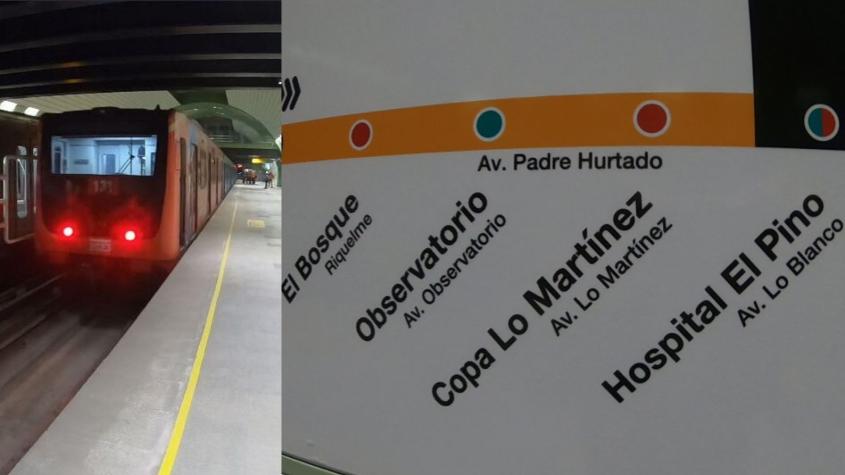 Av. Padre Hurtado
El Bosque
Riquelme
Observatorio
Av. Observatorio
Copa Lo Martínez
Av. Lo Martínez
Hospital El Pino
Av. Lo Blanco